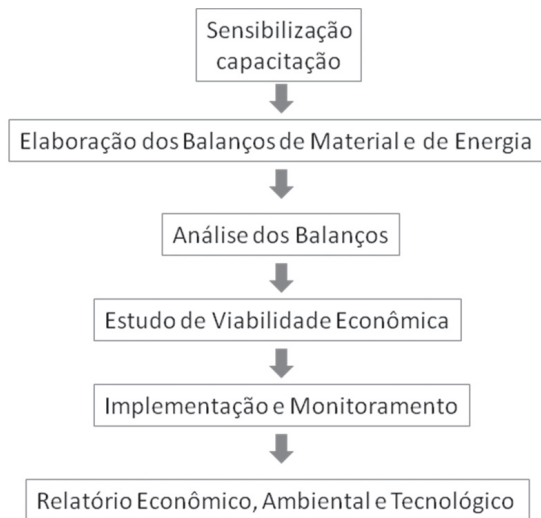 Sensibilização
capacitação
Elaboração dos Balanços de Material e de Energia
Análise dos Balanços
Estudo de Viabilidade Econômica
Implementação e Monitoramento
Relatório Econômico, Ambiental e Tecnológico